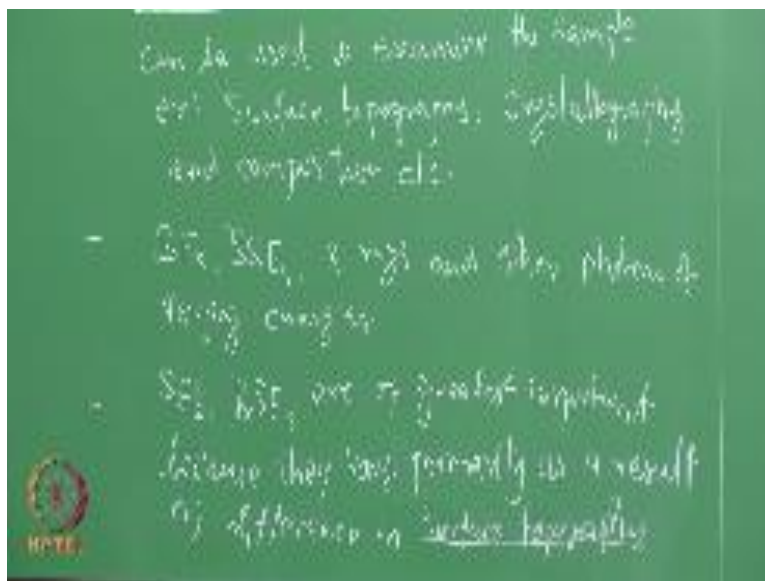 can be used to examine the sample
eg: Surface topography, Crystallography
and composition etc.
- SEs, BSEs, x rays and other photons of
varying energies
- SEs, BSEs are of greatest
because they vary primarily as a result
of difference in surface topography
NPTEL